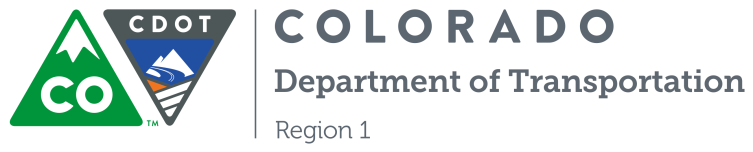 CO
™
CDOT
COLORADO
Department of Transportation
Region 1